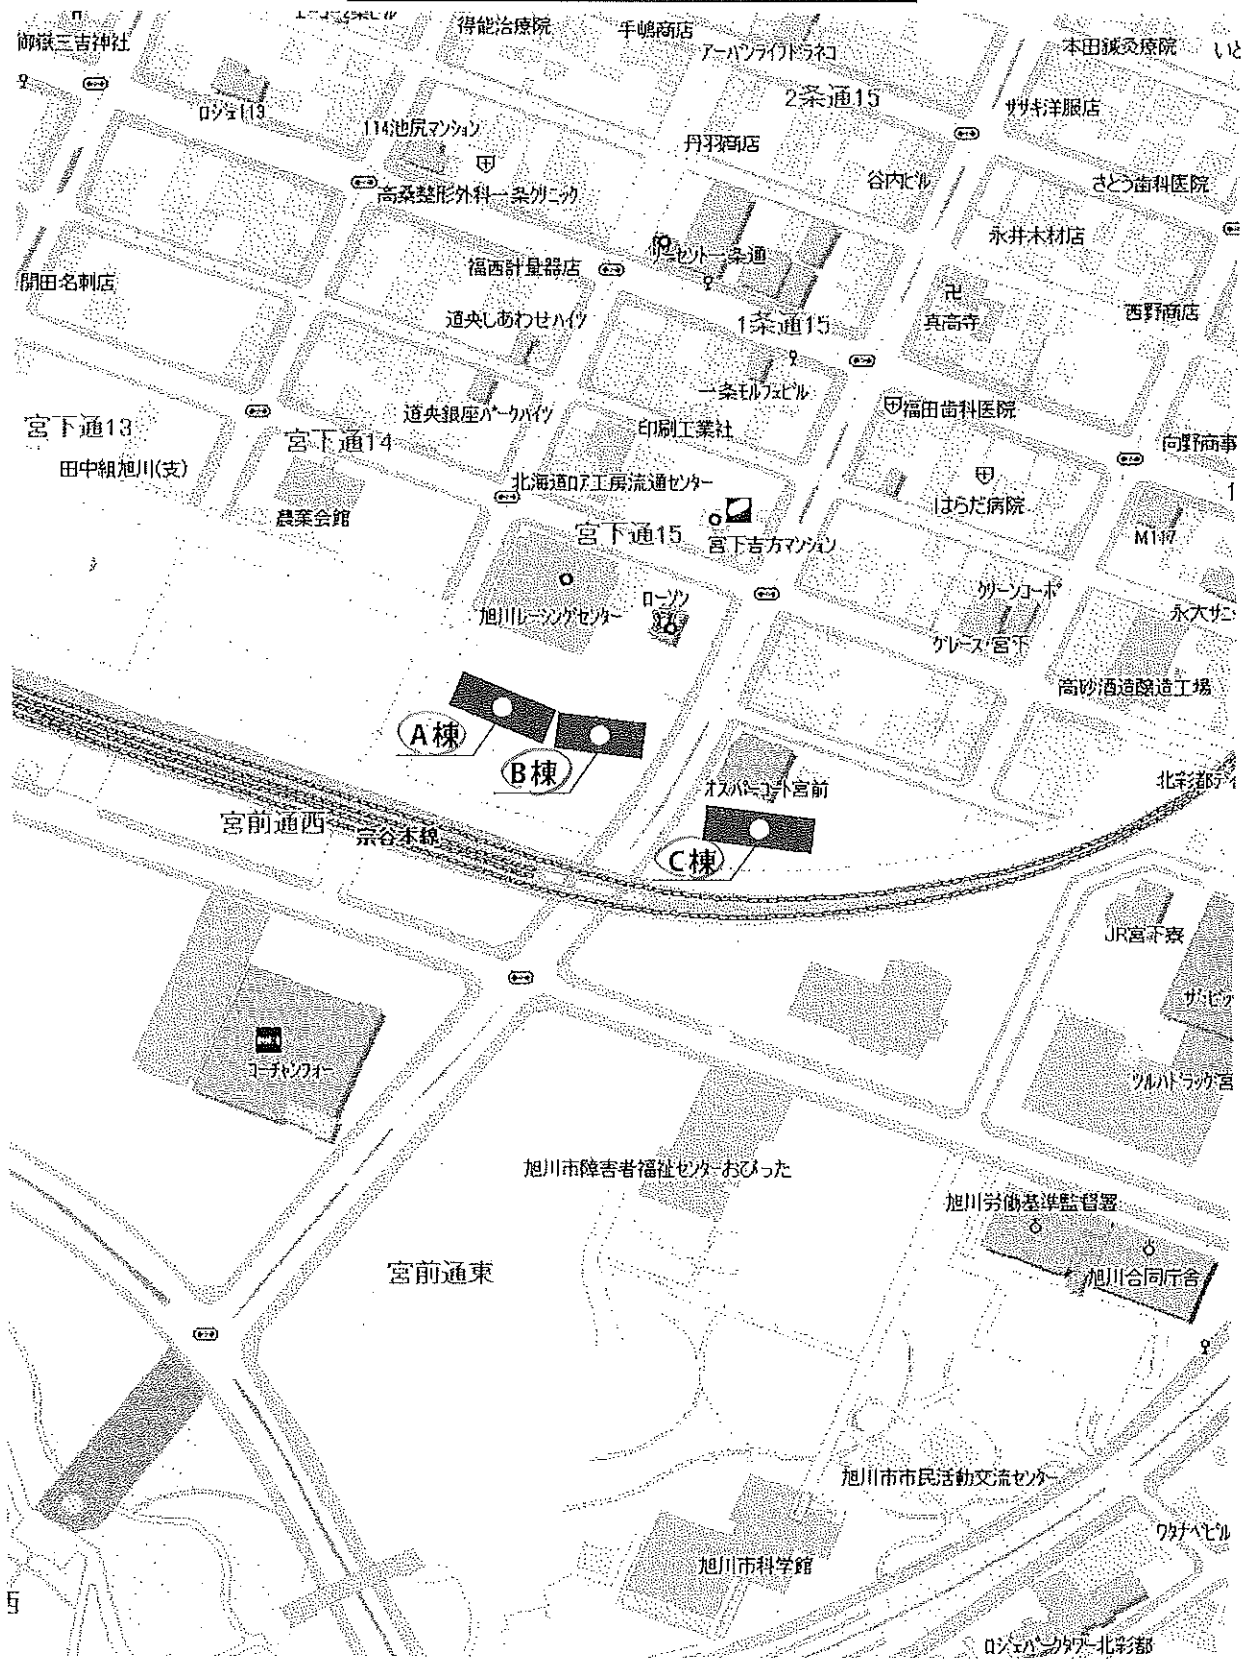 得能治療院
手嶋商店
御嶽三吉神社
アーバンライフトラネコ
本田鍼灸療院
ロジェ113
2条通15
ササキ洋服店
114池尻マンション
丹羽商店
高桑整形外科一条クリニック
谷内ビル
さとう歯科医院
永井木材店
リーセント一条通
福西計量器店
開田名刺店
道央しあわせハイツ
1条通15
真高寺
西野商店
一条モルフェビル
道央銀座パークハイツ
福田歯科医院
宮下通13
宮下通14
印刷工業社
向野商事
田中組旭川(支)
北海道ロア工房流通センター
はらだ病院
農業会館
宮下通15
宮下吉方マンション
M117
グリーンコーポ
旭川レーシングセンター
ローソン
グレース・宮下
高砂酒造醸造工場
A棟
B棟
オスパーコート宮前
宮前通西
宗谷本線
C棟
JR宮下寮
コーチャンフォー
旭川市障害者福祉センターおぴった
旭川労働基準監督署
宮前通東
旭川合同庁舎
旭川市市民活動交流センター
ワタナベビル
旭川市科学館
ロジェパークタワー北彩都